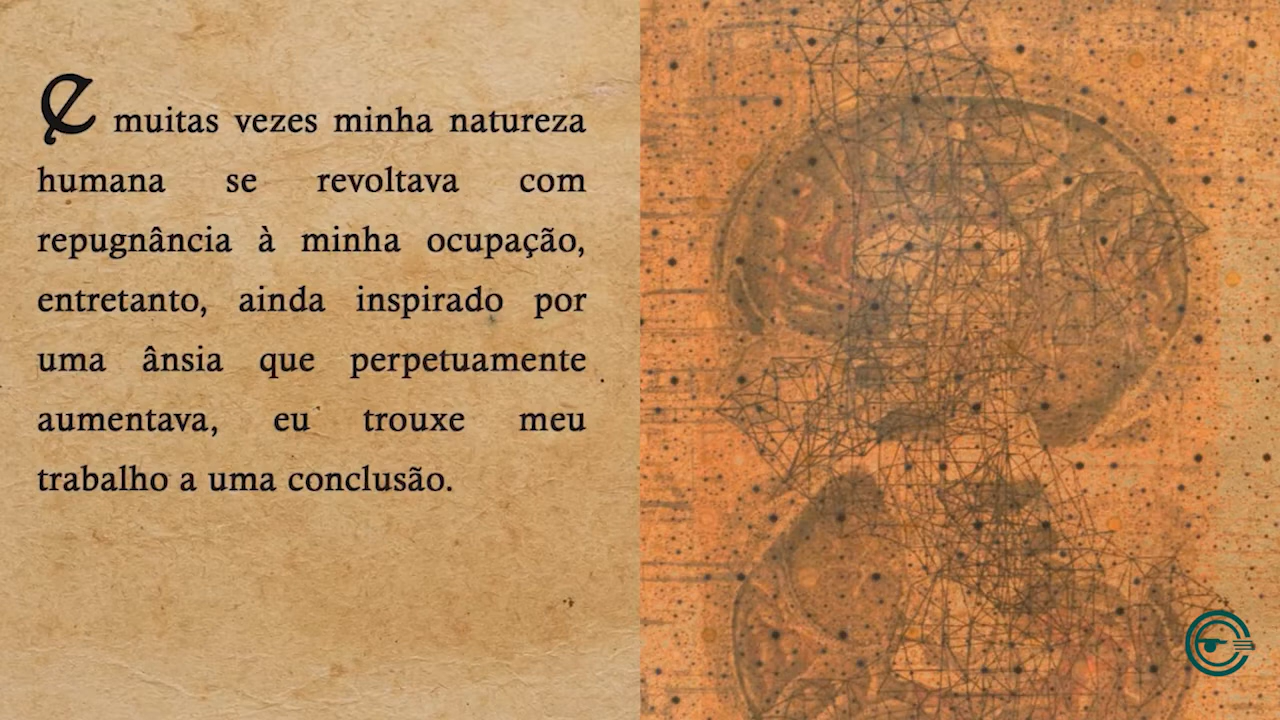 E muitas vezes minha natureza
humana se revoltava com
repugnância à minha ocupação,
entretanto, ainda inspirado por
uma ânsia que perpetuamente
aumentava, eu trouxe meu
trabalho a uma conclusão.